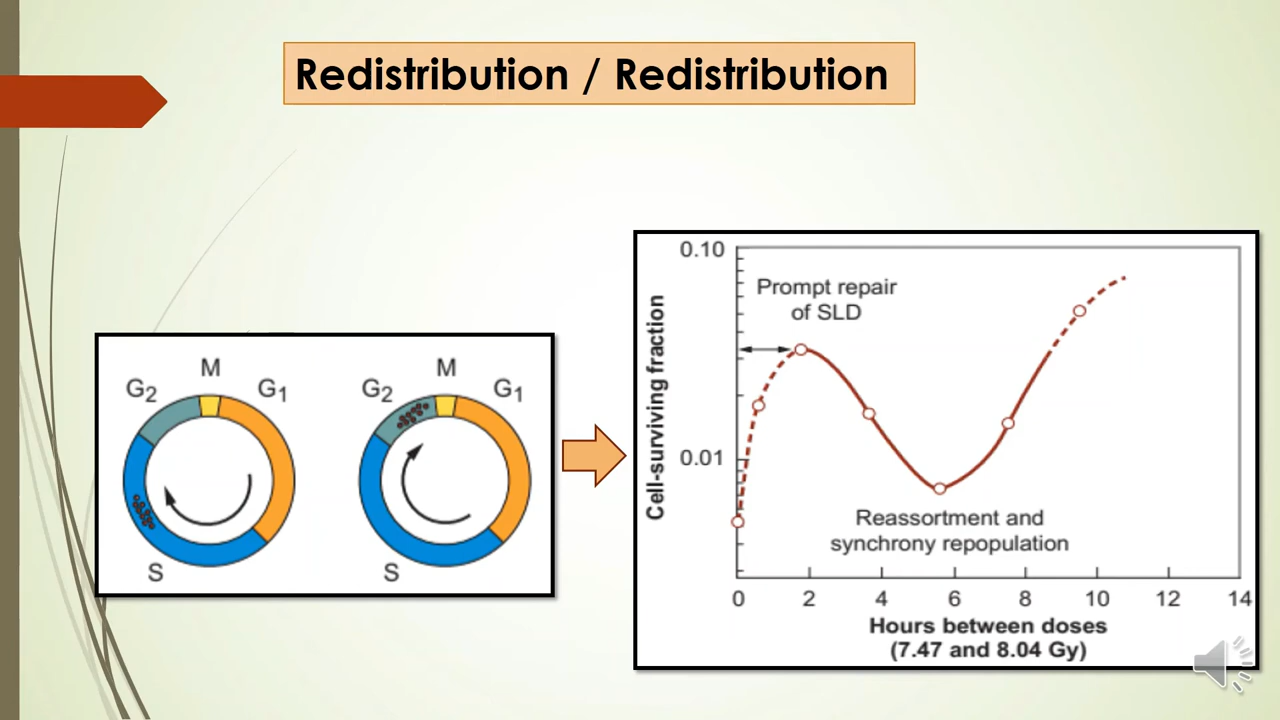 Redistribution / Redistribution
M
G2
G1
S
M
G2
G1
S
0.10
Prompt repair
of SLD
Cell-surviving fraction
0.01
Reassortment and
synchrony repopulation
0 2 4 6 8 10 12 14
Hours between doses
(7.47 and 8.04 Gy)